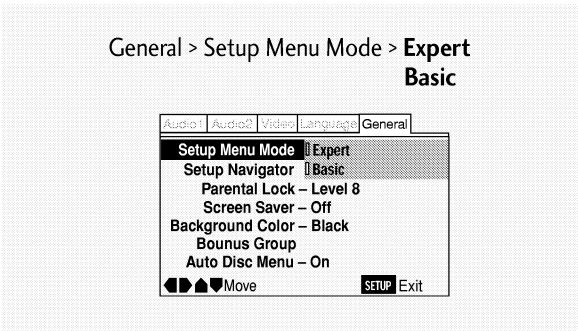 General > Setup Menu Mode > Expert
Basic
Audio1 Audio2 Video Language General
Setup Menu Mode Expert
Setup Navigator Basic
Parental Lock – Level 8
Screen Saver – Off
Background Color – Black
Bounus Group
Auto Disc Menu – On
Move SETUP Exit